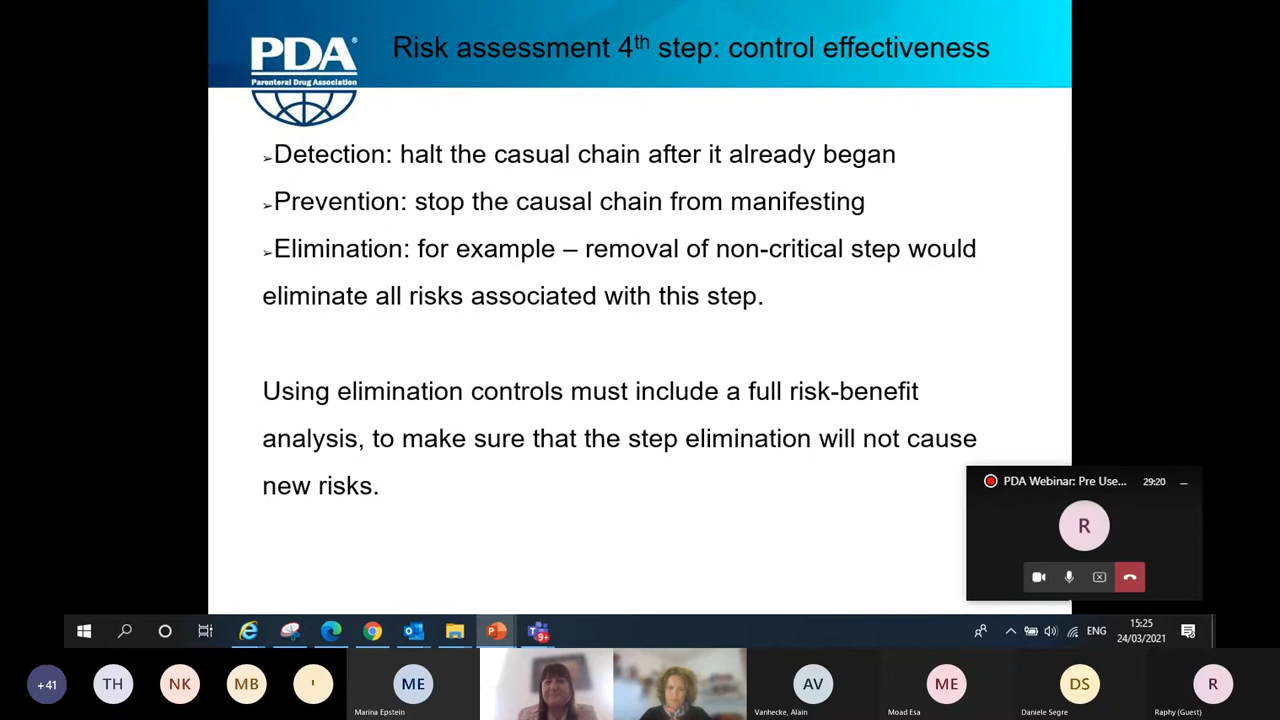 PDA®
Parenteral Drug Association
Risk assessment 4th step: control effectiveness
➢Detection: halt the casual chain after it already began
➢Prevention: stop the causal chain from manifesting
➢Elimination: for example – removal of non-critical step would
eliminate all risks associated with this step.
Using elimination controls must include a full risk-benefit
analysis, to make sure that the step elimination will not cause
new risks.
PDA Webinar: Pre Use... 29:20
R
9+
ENG
15:25
24/03/2021
+41 TH NK MB ' ME AV ME DS R
Marina Epstein Vanhecke, Alain Moad Esa Daniele Segre Raphy (Guest)